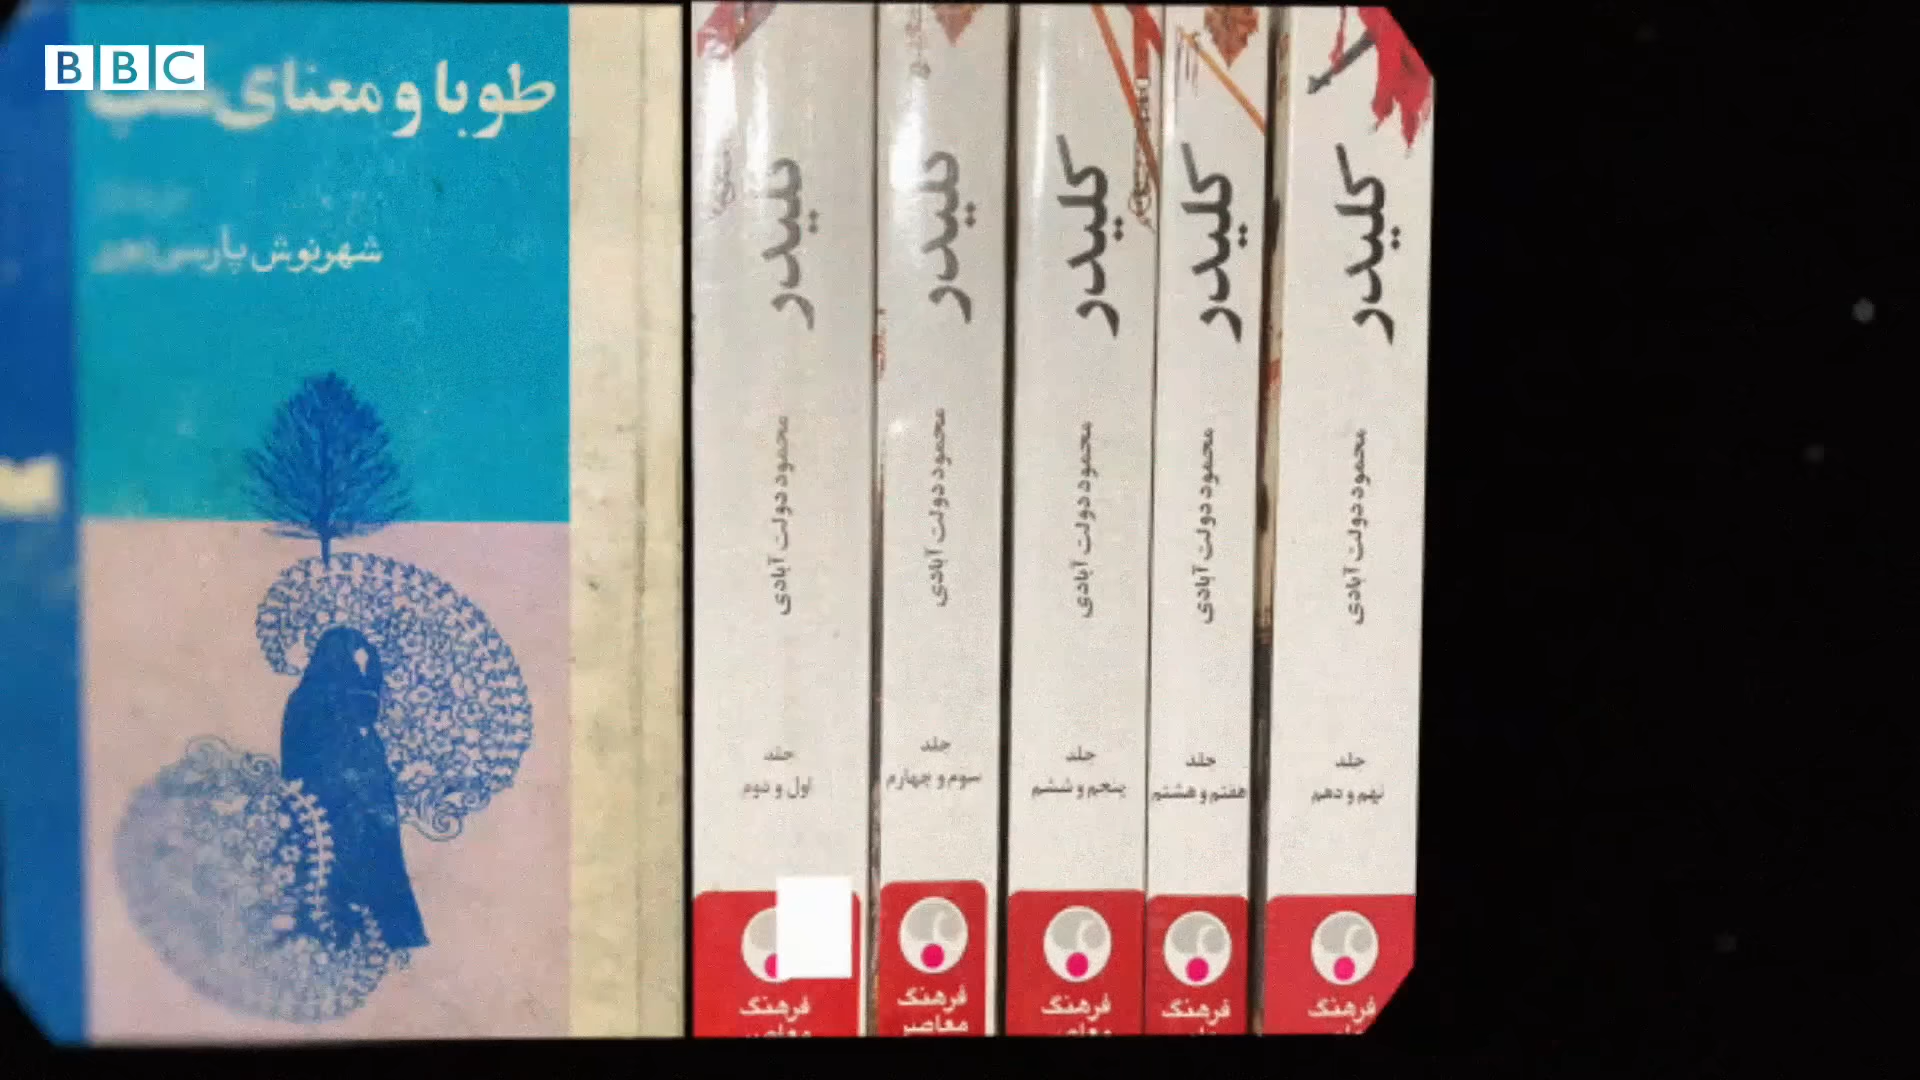 BBC
طوبا و معنای شب
شهرنوش پارسی پور
کلیدر
محمود دولت آبادی
جلد
اول و دوم
فرهنگ
معاصر
کلیدر
محمود دولت آبادی
جلد
سوم و چهارم
فرهنگ
معاصر
کلیدر
محمود دولت آبادی
جلد
پنجم و ششم
فرهنگ
معاصر
کلیدر
محمود دولت آبادی
جلد
هفتم و هشتم
فرهنگ
کلیدر
محمود دولت آبادی
جلد
نهم و دهم
فرهنگ